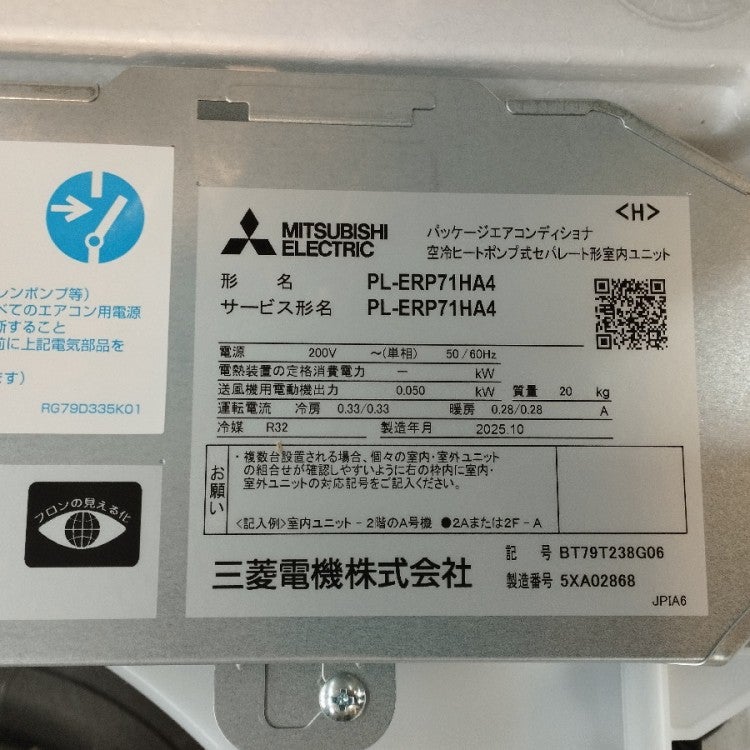 レンポンプ等)
べてのエアコン用電源
断すること
前に上記電気部品を
ます)
RG79D335K01
フロンの見える化
<H>
MITSUBISHI
ELECTRIC
パッケージエアコンディショナ
空冷ヒートポンプ式セパレート形室内ユニット
形 名 PL-ERP71HA4
サービス形名 PL-ERP71HA4
電源 200V ~(単相) 50/60Hz
電熱装置の定格消費電力 ー kW
送風機用電動機出力 0.050 kW 質量 20 kg
運転電流 冷房 0.33/0.33 暖房 0.28/0.28 A
冷媒 R32 製造年月 2025.10
お願い
・複数台設置される場合、個々の室内・室外ユニット
の組合せが確認しやすいように右の枠内に室内・
室外ユニットの対応記号をご記入ください。
<記入例>室内ユニット - 2階のA号機 ●2Aまたは2F-A
三菱電機株式会社
記 号 BT79T238G06
製造番号 5XA02868
JPIA6